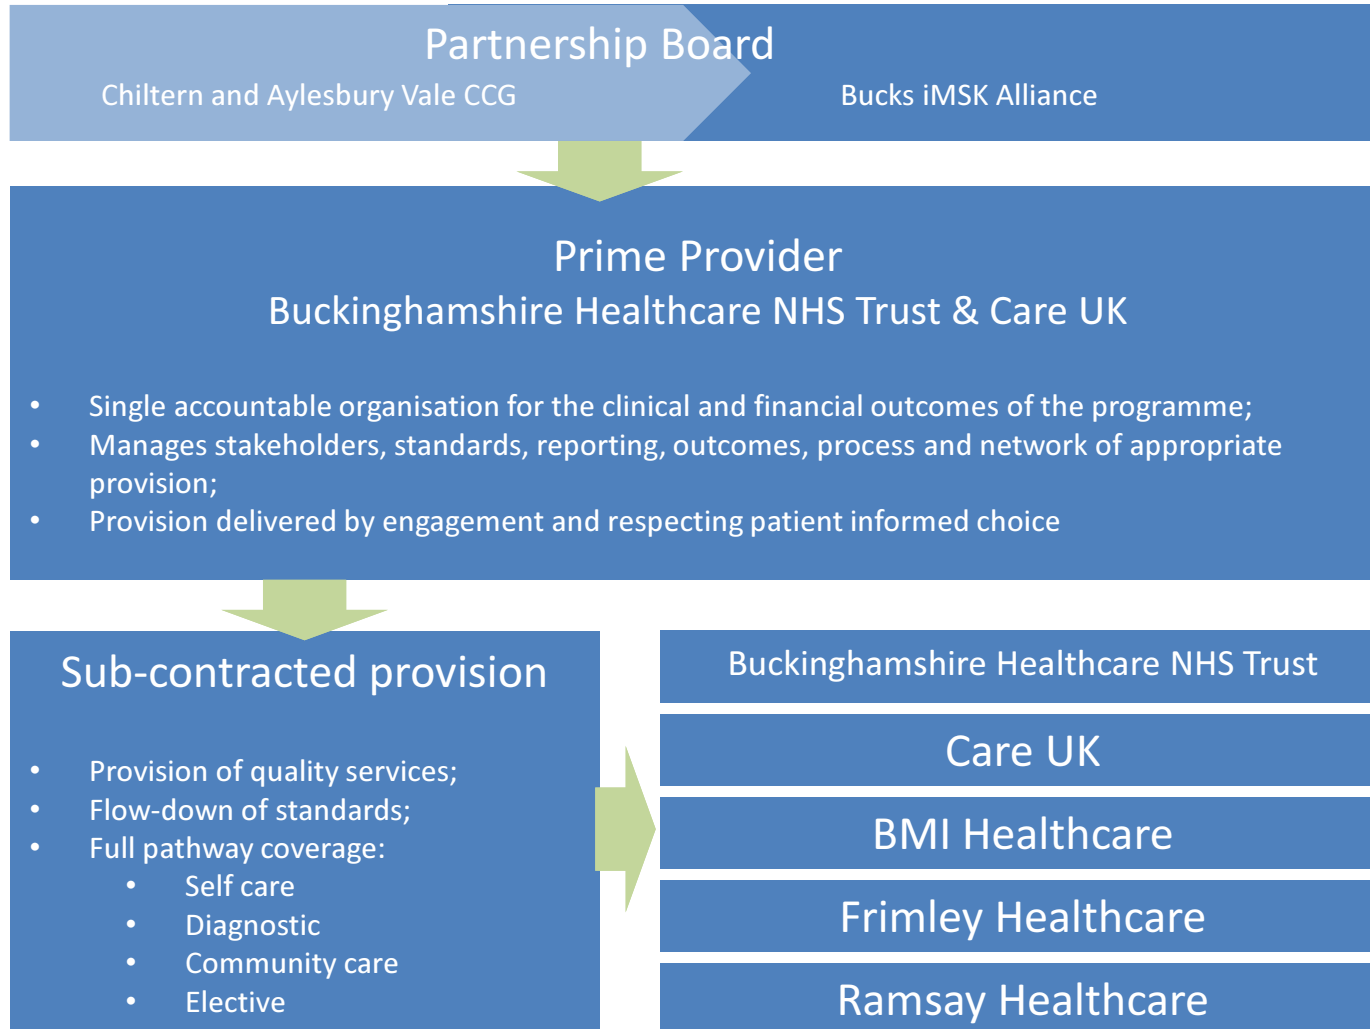 Partnership Board
Chiltern and Aylesbury Vale CCG
Bucks iMSK Alliance
Prime Provider
Buckinghamshire Healthcare NHS Trust & Care UK
• Single accountable organisation for the clinical and financial outcomes of the programme;
• Manages stakeholders, standards, reporting, outcomes, process and network of appropriate
provision;
• Provision delivered by engagement and respecting patient informed choice
Sub-contracted provision
• Provision of quality services;
• Flow-down of standards;
• Full pathway coverage:
• Self care
• Diagnostic
• Community care
• Elective
Buckinghamshire Healthcare NHS Trust
Care UK
BMI Healthcare
Frimley Healthcare
Ramsay Healthcare